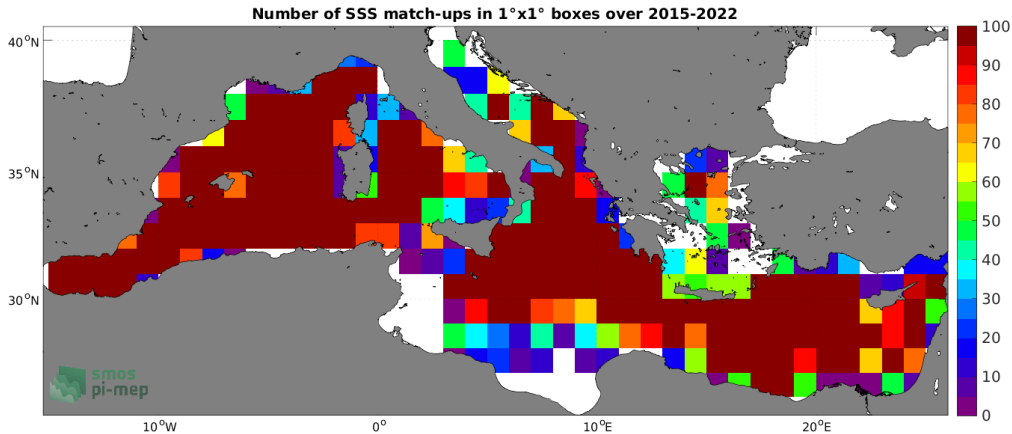 Number of SSS match-ups in 1°x1° boxes over 2015-2022
40°N
35°N
30°N
10°W
0°
10°E
20°E
100
90
80
70
60
50
40
30
20
10
0
smos
pi-mep